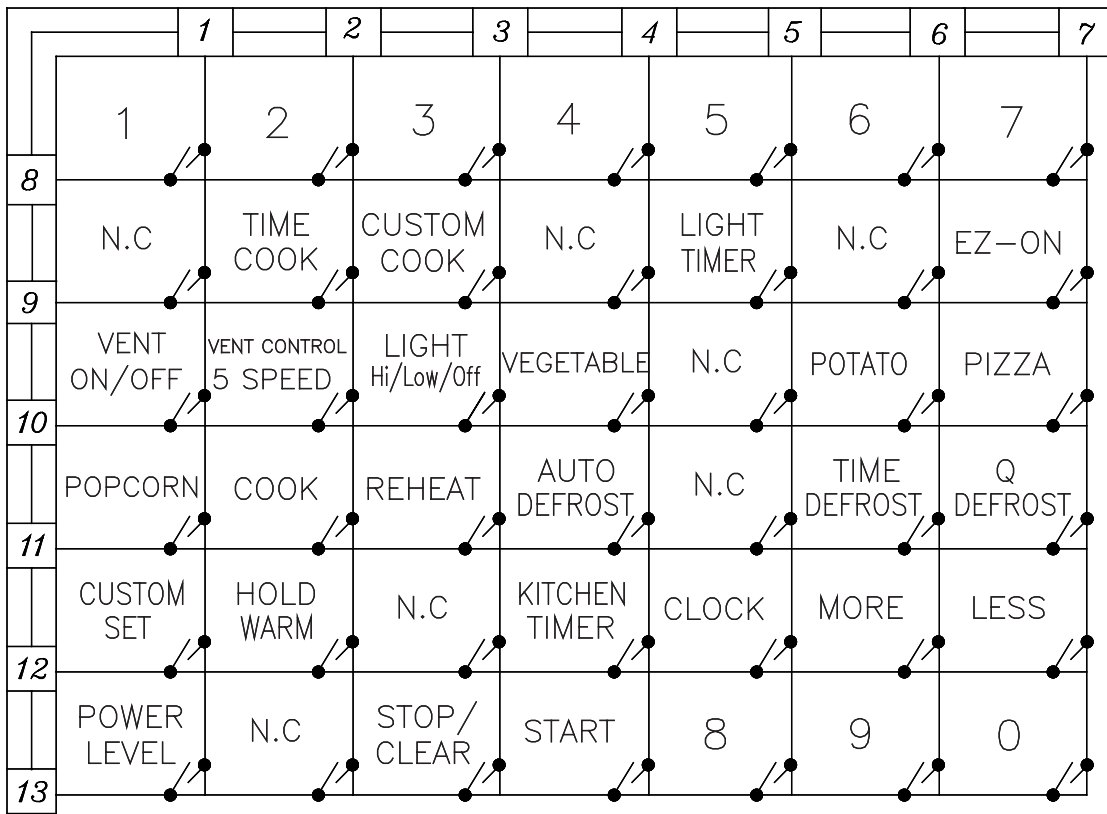 1 2 3 4 5 6 7
1 2 3 4 5 6 7
8
N.C TIME COOK CUSTOM COOK N.C LIGHT TIMER N.C EZ-ON
9
VENT ON/OFF VENT CONTROL 5 SPEED LIGHT Hi/Low/Off VEGETABLE N.C POTATO PIZZA
10
POPCORN COOK REHEAT AUTO DEFROST N.C TIME DEFROST Q DEFROST
11
CUSTOM SET HOLD WARM N.C KITCHEN TIMER CLOCK MORE LESS
12
POWER LEVEL N.C STOP/ CLEAR START 8 9 0
13